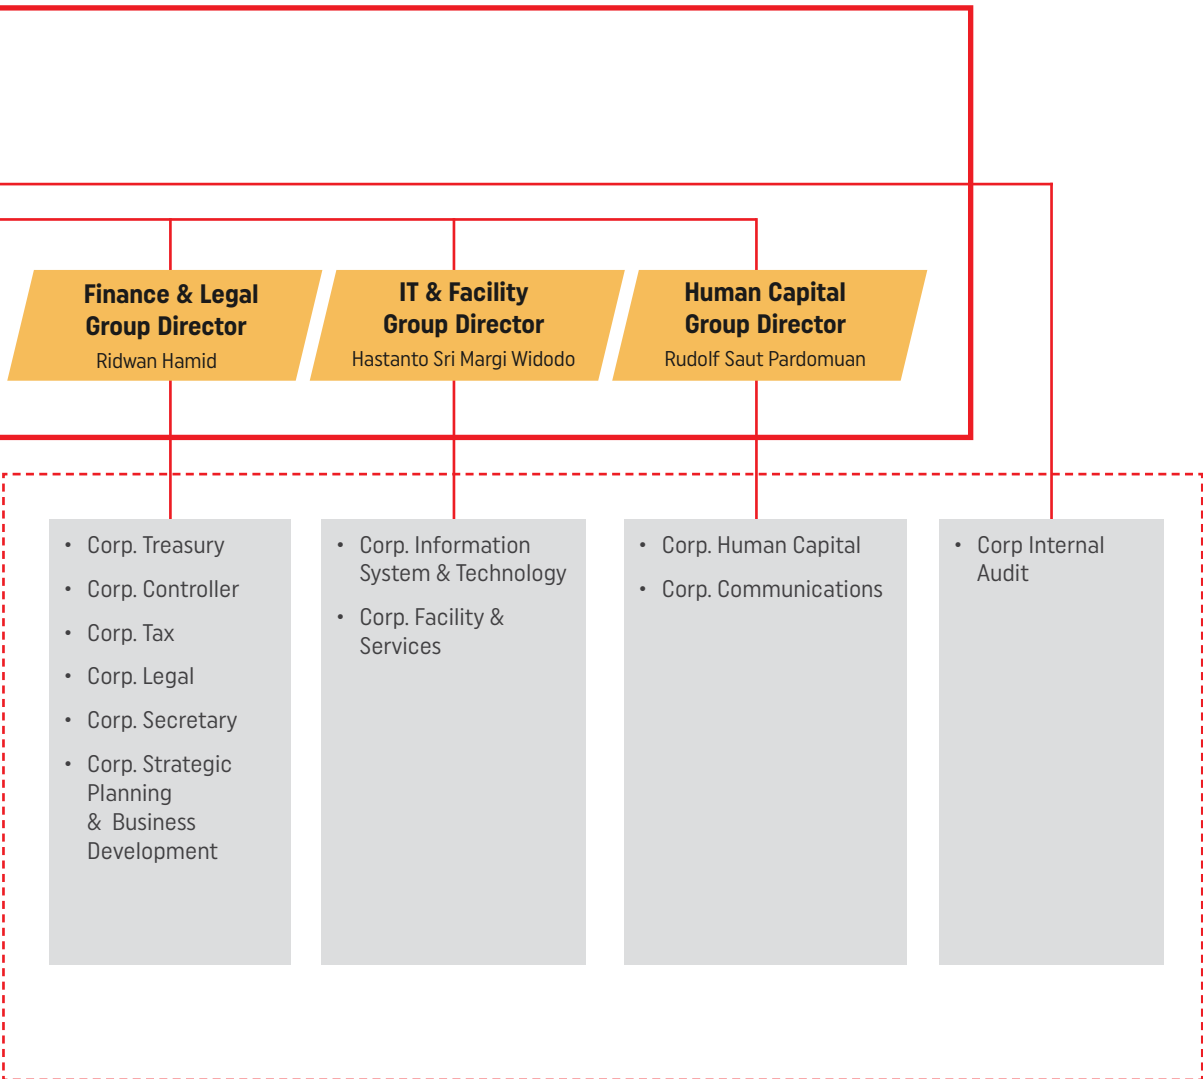 Finance & Legal
Group Director
Ridwan Hamid
IT & Facility
Group Director
Hastanto Sri Margi Widodo
Human Capital
Group Director
Rudolf Saut Pardomuan
• Corp. Treasury
• Corp. Controller
• Corp. Tax
• Corp. Legal
• Corp. Secretary
• Corp. Strategic
Planning
& Business
Development
• Corp. Information
System & Technology
• Corp. Facility &
Services
• Corp. Human Capital
• Corp. Communications
• Corp Internal
Audit